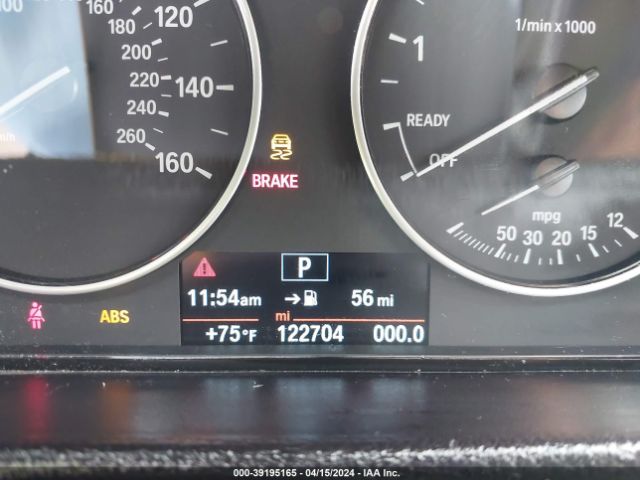 100
160
180
120
200
220
140
240
260
160
1/min x 1000
1
READY
OFF
BRAKE
mpg
50
30
20
15
12
P
11:54am
56 mi
mi
ABS
+75°F
122704
000.0
000-39195165 - 04/15/2024 - IAA Inc.